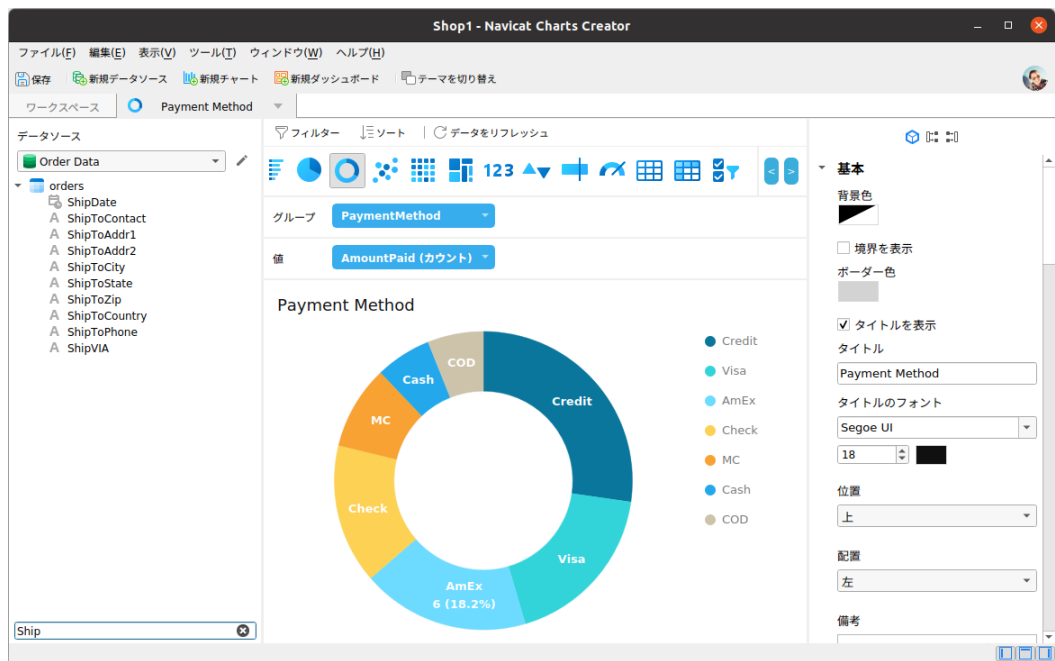 Shop1 - Navicat Charts Creator
ファイル(F) 編集(E) 表示(V) ツール(T) ウィンドウ(W) ヘルプ(H)
保存 新規データソース 新規チャート 新規ダッシュボード テーマを切り替え
ワークスペース Payment Method
データソース
Order Data
orders
ShipDate
A ShipToContact
A ShipToAddr1
A ShipToAddr2
A ShipToCity
A ShipToState
A ShipToZip
A ShipToCountry
A ShipToPhone
A ShipVIA
Ship
フィルター ソート データをリフレッシュ
123 < >
グループ PaymentMethod
値 AmountPaid (カウント)
Payment Method
COD
Cash
Credit
MC
Check
Visa
AmEx
6 (18.2%)
Credit
Visa
AmEx
Check
MC
Cash
COD
基本
背景色
境界を表示
ボーダー色
タイトルを表示
タイトル
Payment Method
タイトルのフォント
Segoe UI
18
位置
上
配置
左
備考